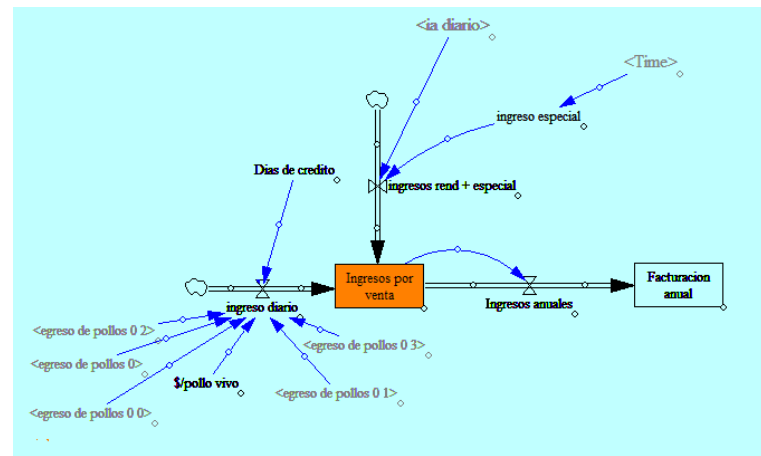 <ia diario>
<Time>
ingreso especial
Dias de credito
ingresos rend + especial
Ingresos por
venta
Facturacion
anual
ingreso diario
Ingresos anuales
<egreso de pollos 0 2>
<egreso de pollos 0 3>
<egreso de pollos 0>
$/pollo vivo
<egreso de pollos 0 1>
<egreso de pollos 0 0>